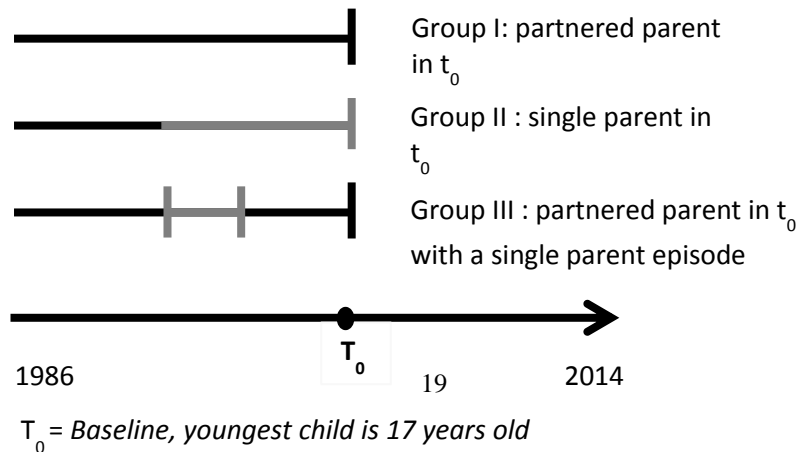 Group I: partnered parent
in t₀
Group II : single parent in
t₀
Group III : partnered parent in t₀
with a single parent episode
T₀
1986
19
2014
T₀ = Baseline, youngest child is 17 years old